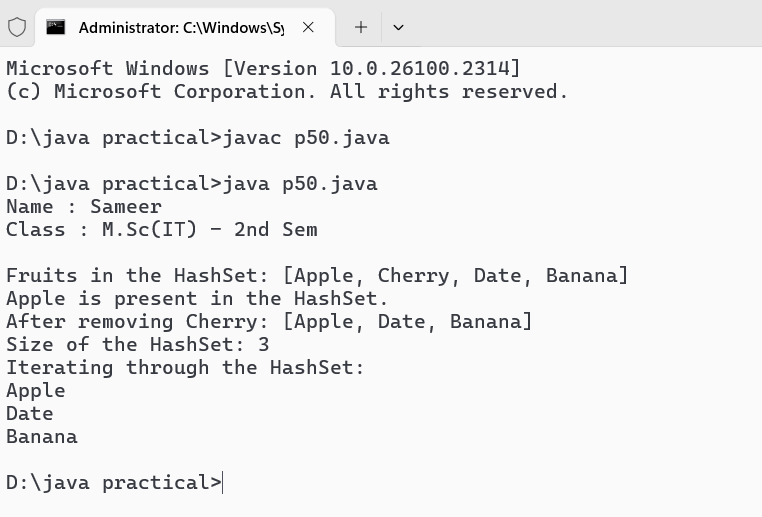 Administrator: C:\Windows\Sy
Microsoft Windows [Version 10.0.26100.2314]
(c) Microsoft Corporation. All rights reserved.
D:\java practical>javac p50.java
D:\java practical>java p50.java
Name : Sameer
Class : M.Sc(IT) - 2nd Sem
Fruits in the HashSet: [Apple, Cherry, Date, Banana]
Apple is present in the HashSet.
After removing Cherry: [Apple, Date, Banana]
Size of the HashSet: 3
Iterating through the HashSet:
Apple
Date
Banana
D:\java practical>